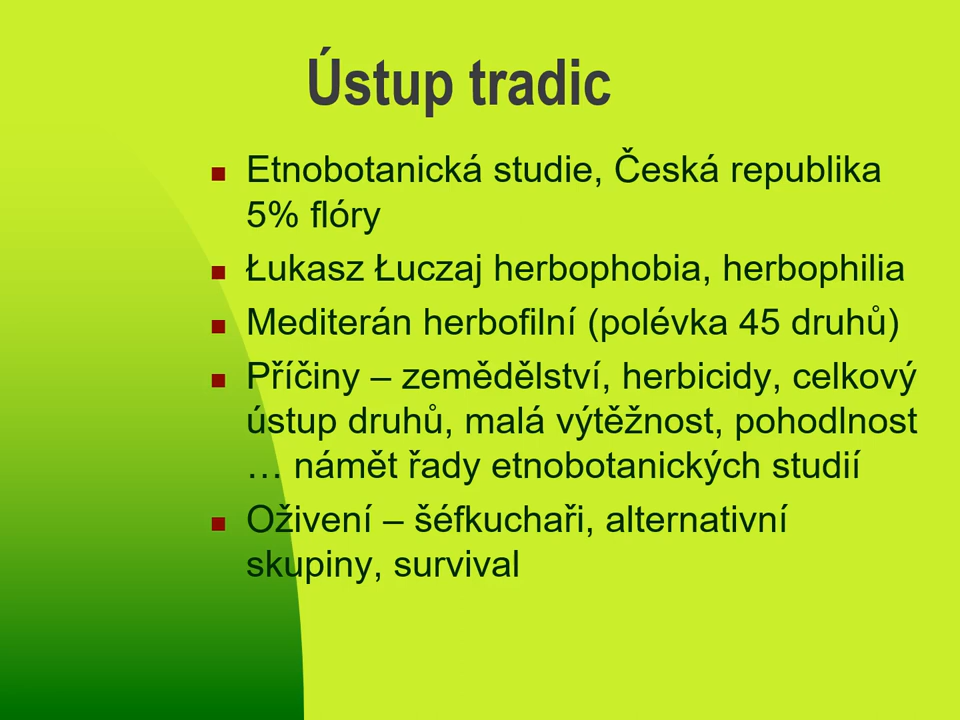 Ústup tradic
Etnobotanická studie, Česká republika
5% flóry
Łukasz Łuczaj herbophobia, herbophilia
Mediterán herbofilní (polévka 45 druhů)
Příčiny – zemědělství, herbicidy, celkový
ústup druhů, malá výtěžnost, pohodlnost
… námět řady etnobotanických studií
Oživení – šéfkuchaři, alternativní
skupiny, survival